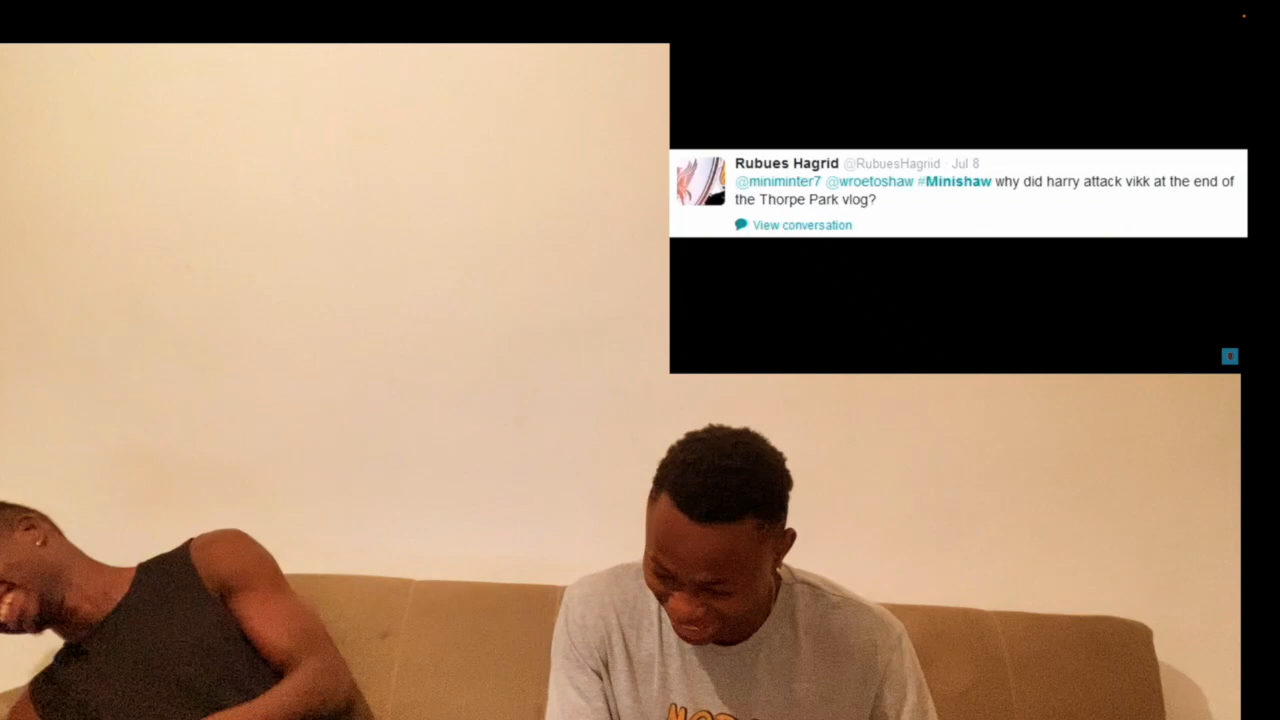 Rubues Hagrid @RubuesHagriid · Jul 8
@miniminter7 @wroetoshaw #Minishaw why did harry attack vikk at the end of
the Thorpe Park vlog?
View conversation